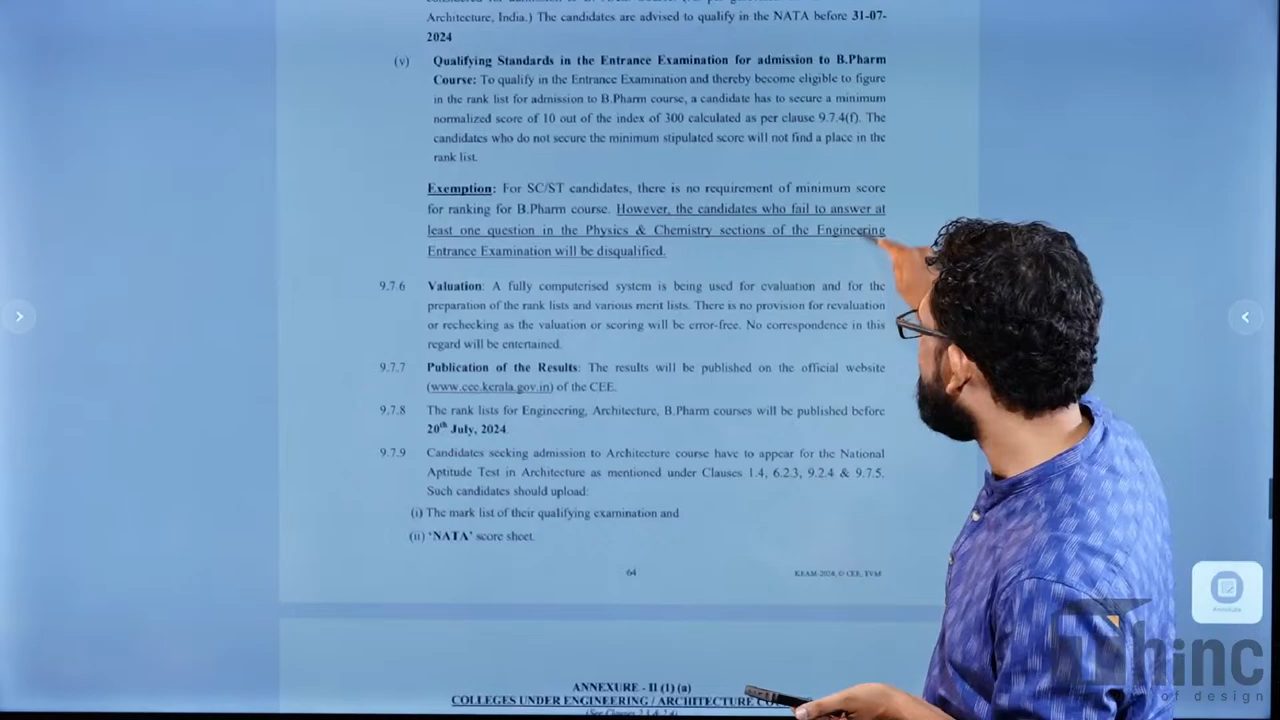 Architecture, India.) The candidates are advised to qualify in the NATA before 31-07-
2024
(v) Qualifying Standards in the Entrance Examination for admission to B.Pharm
Course: To qualify in the Entrance Examination and thereby become eligible to figure
in the rank list for admission to B.Pharm course, a candidate has to secure a minimum
normalized score of 10 out of the index of 300 calculated as per clause 9.7.4(f). The
candidates who do not secure the minimum stipulated score will not find a place in the
rank list.
Exemption: For SC/ST candidates, there is no requirement of minimum score
for ranking for B.Pharm course. However, the candidates who fail to answer at
least one question in the Physics & Chemistry sections of the Engineering
Entrance Examination will be disqualified.
9.7.6 Valuation: A fully computerised system is being used for evaluation and for the
preparation of the rank lists and various merit lists. There is no provision for revaluation
or rechecking as the valuation or scoring will be error-free. No correspondence in this
regard will be entertained.
9.7.7 Publication of the Results: The results will be published on the official website
(www.cee.kerala.gov.in) of the CEE.
9.7.8 The rank lists for Engineering, Architecture, B.Pharm courses will be published before
20th July, 2024
9.7.9 Candidates seeking admission to Architecture course have to appear for the National
Aptitude Test in Architecture as mentioned under Clauses 1.4, 6.2.3, 9.2.4 & 9.7.5.
Such candidates should upload:
(i) The mark list of their qualifying examination and
(ii) ‘NATA’ score sheet.
64
KEAM-2024, © CEE, TVM
Annotate
Thinc
of design
ANNEXURE - II (1) (a)
COLLEGES UNDER ENGINEERING / ARCHITECTURE